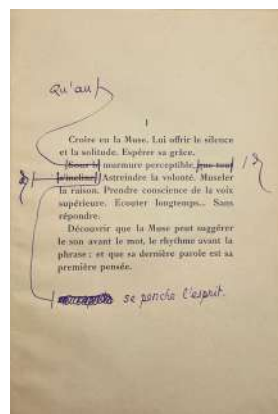 Qu'au
I
Croire en la Muse. Lui offrir le silence
et la solitude. Espérer sa grâce.
Sous le murmure perceptible, que tout
s'incline! Astreindre la volonté. Museler
la raison. Prendre conscience de la voix
supérieure. Ecouter longtemps... Sans
répondre.
Découvrir que la Muse peut suggérer
le son avant le mot, le rhythme avant la
phrase ; et que sa dernière parole est sa
première pensée.
se penche l'esprit.